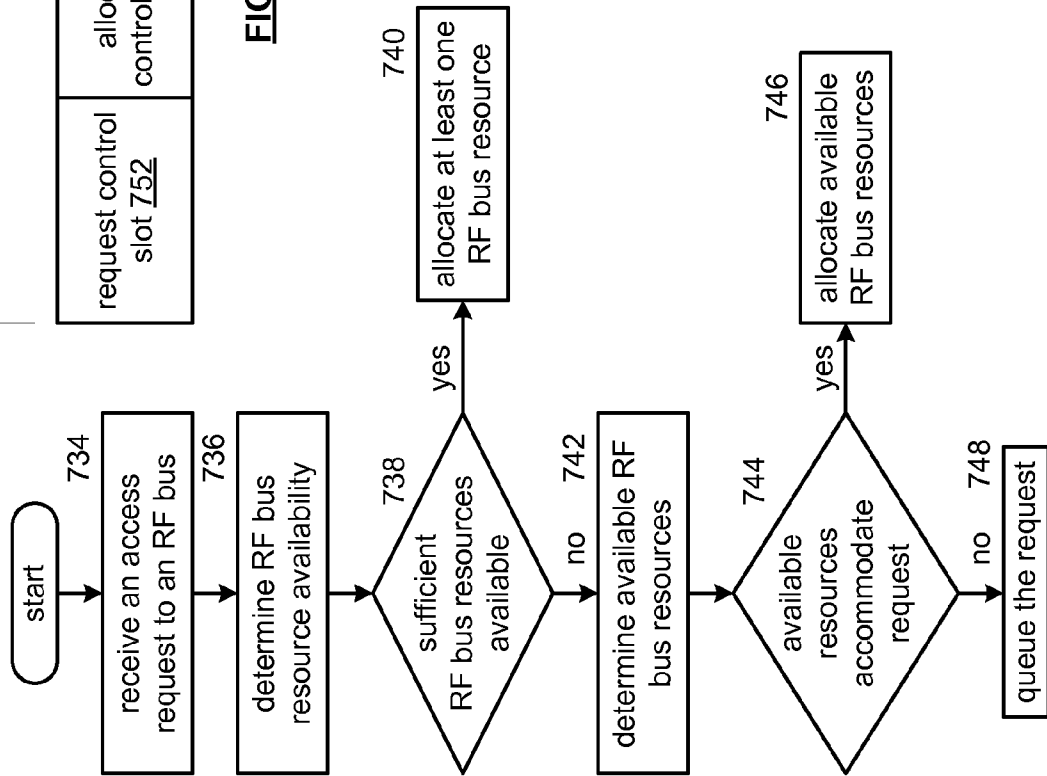 start
734
receive an access
request to an RF bus
736
determine RF bus
resource availability
738
sufficient
RF bus resources
available
yes
740
allocate at least one
RF bus resource
no
742
determine available RF
bus resources
744
available
resources
accommodate
request
yes
746
allocate available
RF bus resources
no
748
queue the request
request control
slot 752
control